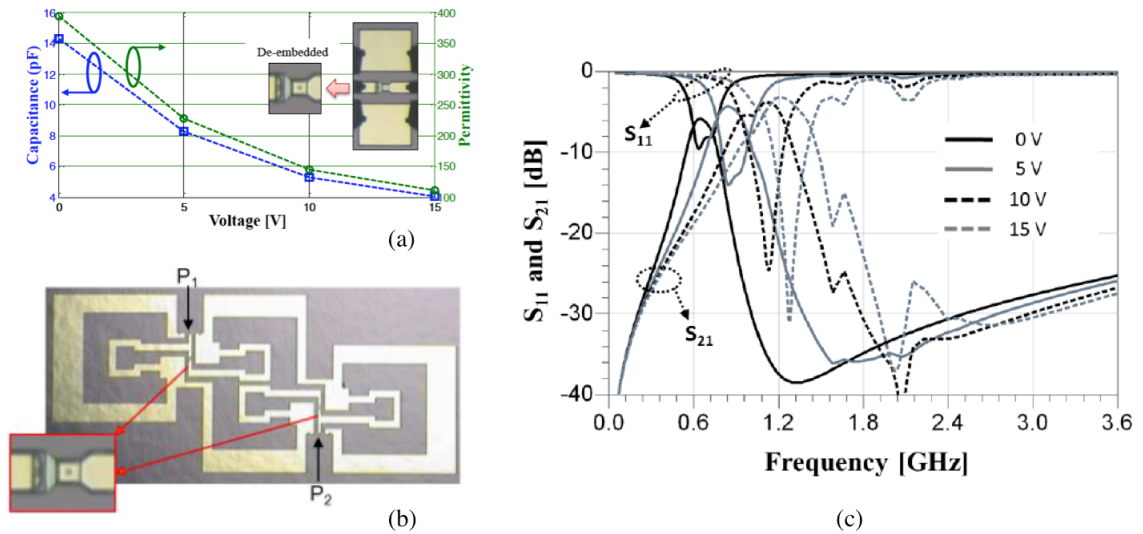 (a)
Capacitance (pF)
16
14
12
10
8
6
4
0
5
10
15
Voltage [V]
400
350
300
250
200
150
100
Permittivity
De-embedded
(b)
P1
P2
(c)
S11 and S21 [dB]
0
-10
-20
-30
-40
0.0
0.6
1.2
1.8
2.4
3.0
3.6
Frequency [GHz]
S11
S21
0 V
5 V
10 V
15 V